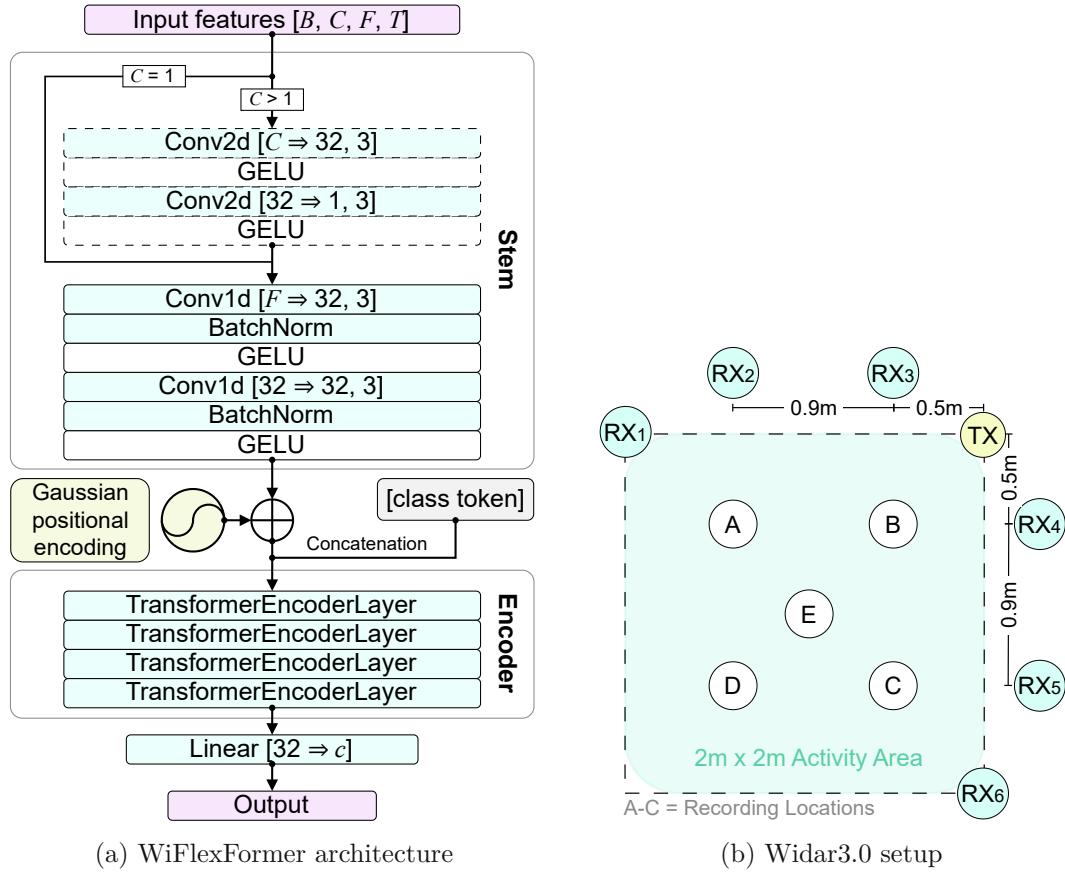 Input features [B, C, F, T]
C = 1
C > 1
Conv2d [C ⇒ 32, 3]
GELU
Conv2d [32 ⇒ 1, 3]
GELU
Stem
Conv1d [F ⇒ 32, 3]
BatchNorm
GELU
Conv1d [32 ⇒ 32, 3]
BatchNorm
GELU
Gaussian
positional
encoding
[class token]
Concatenation
TransformerEncoderLayer
TransformerEncoderLayer
TransformerEncoderLayer
TransformerEncoderLayer
Encoder
Linear [32 ⇒ c]
Output
(a) WiFlexFormer architecture
RX2
RX3
0.9m
0.5m
RX1
TX
0.5m
A
B
RX4
E
0.9m
D
C
RX5
2m x 2m Activity Area
RX6
A-C = Recording Locations
(b) Widar3.0 setup